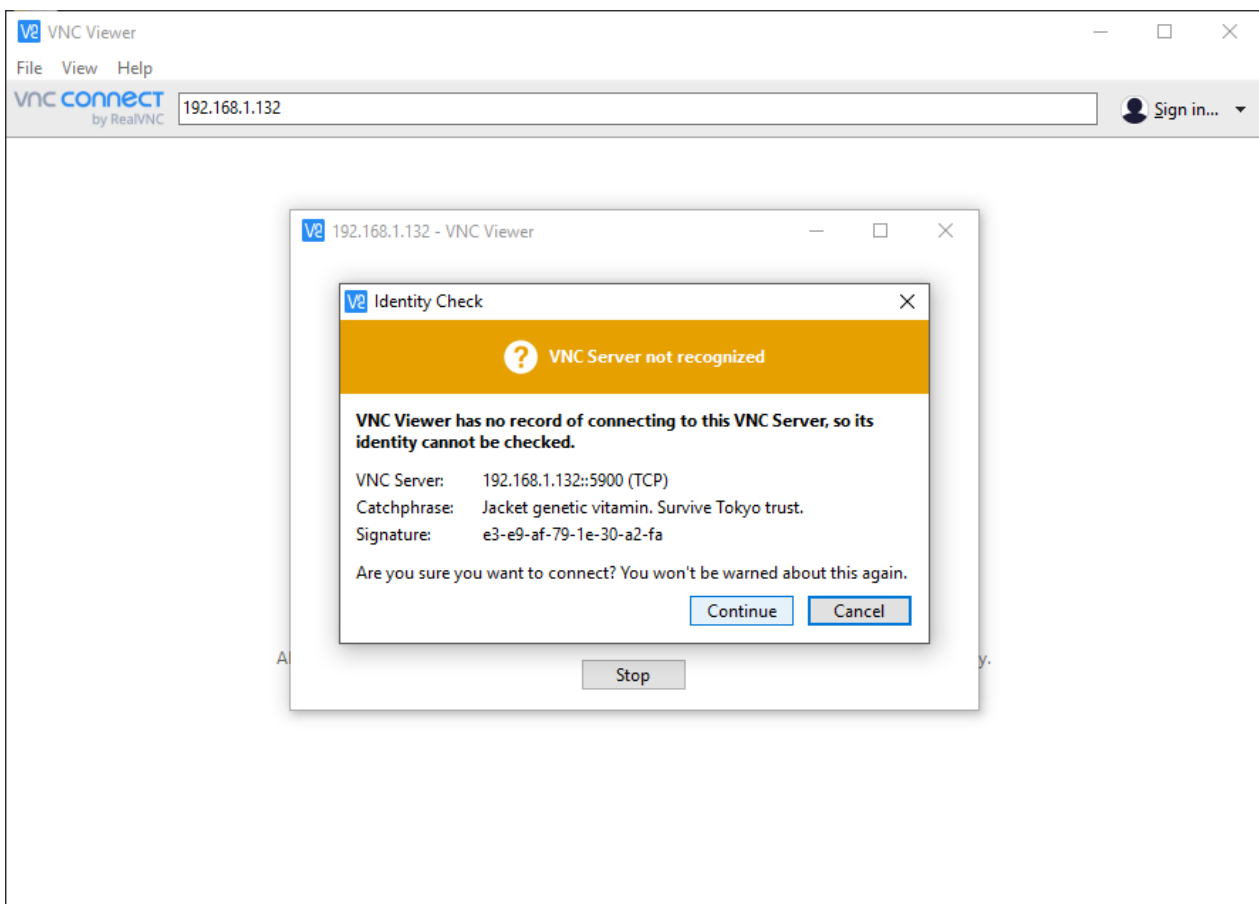 VNC Viewer
File View Help
vnc connect
by RealVNC
192.168.1.132
Sign in...
192.168.1.132 - VNC Viewer
Identity Check
VNC Server not recognized
VNC Viewer has no record of connecting to this VNC Server, so its
identity cannot be checked.
VNC Server: 192.168.1.132::5900 (TCP)
Catchphrase: Jacket genetic vitamin. Survive Tokyo trust.
Signature: e3-e9-af-79-1e-30-a2-fa
Are you sure you want to connect? You won't be warned about this again.
Continue Cancel
Stop